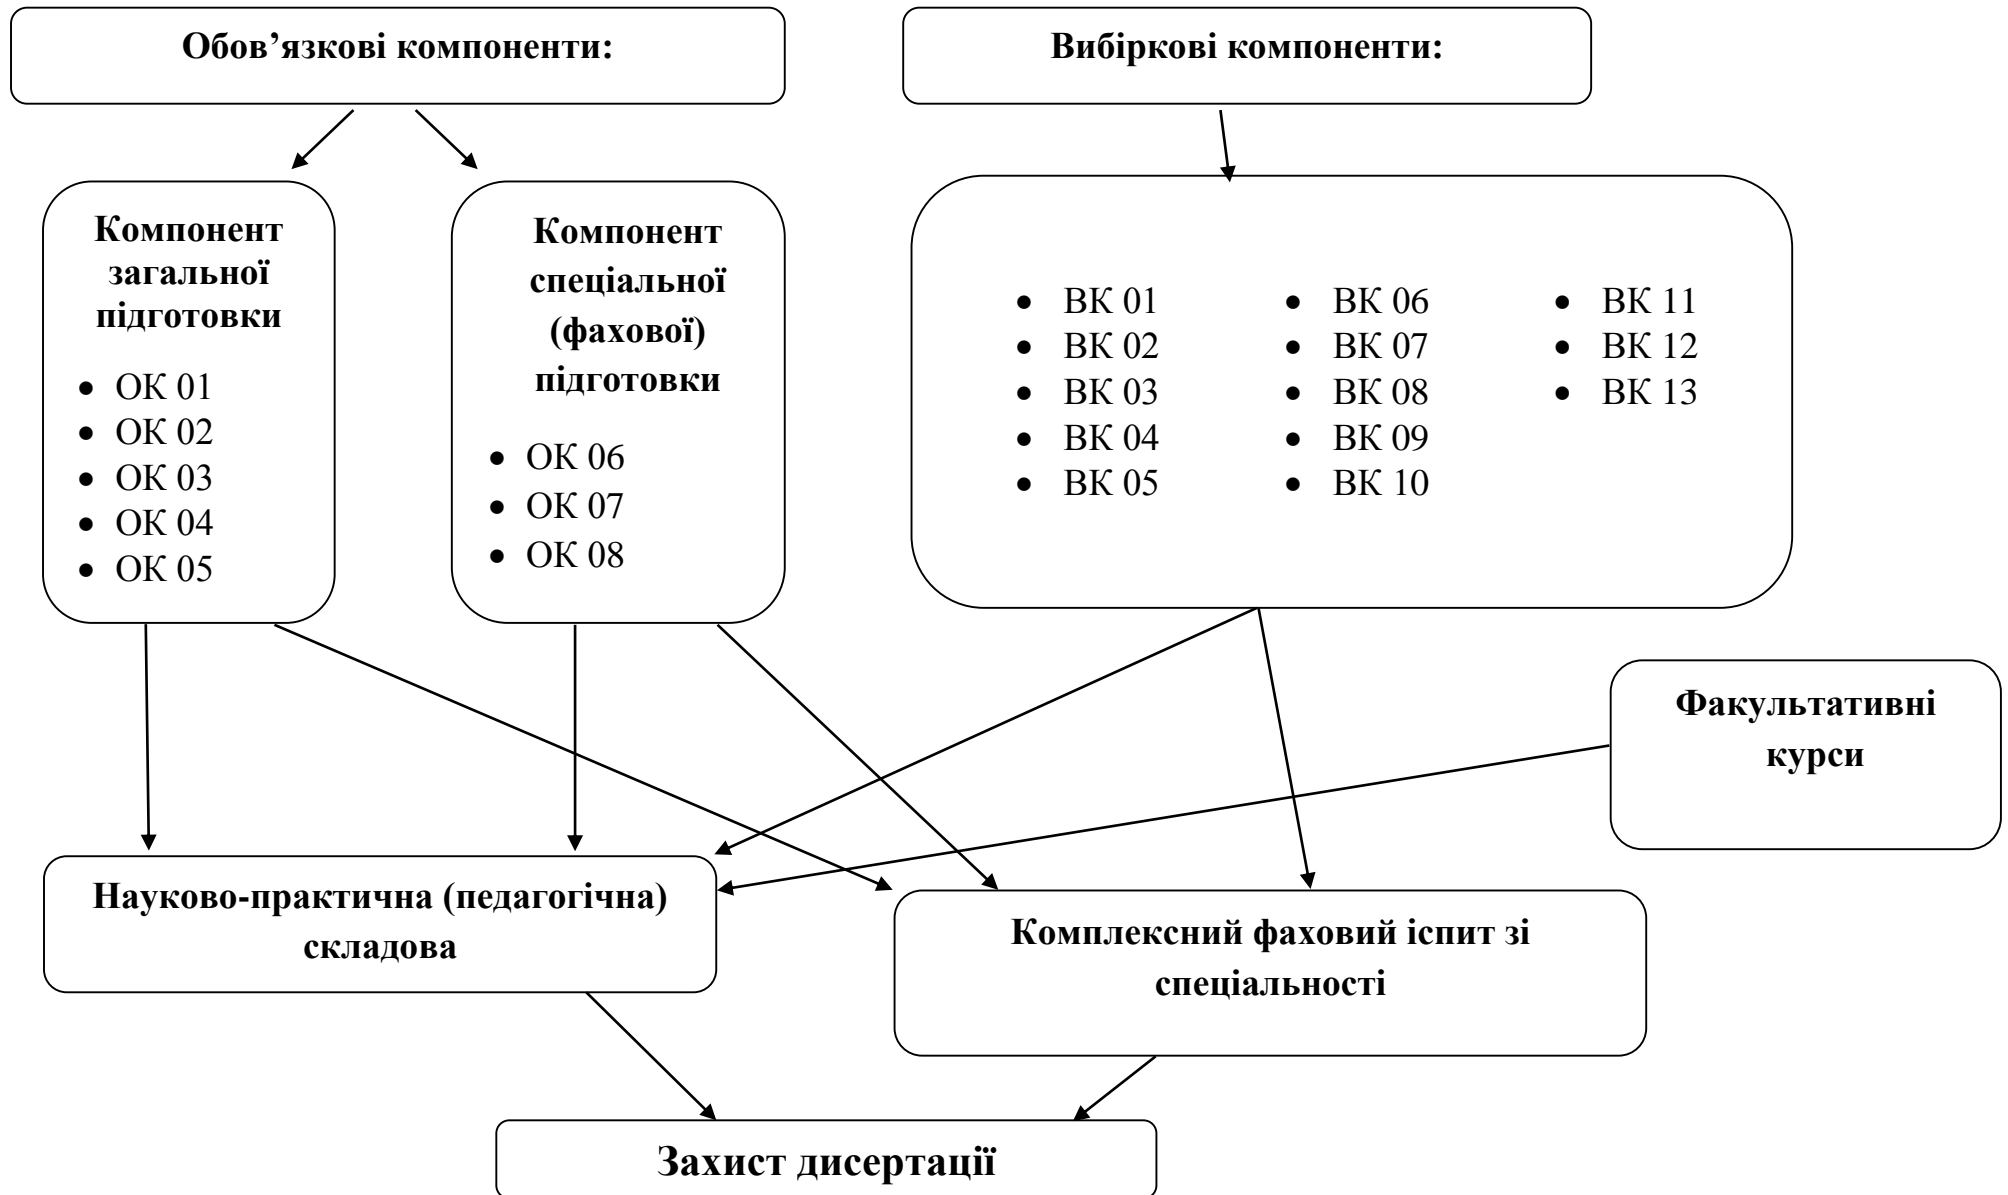 Обов’язкові компоненти:
Вибіркові компоненти:
Компонент
загальної
підготовки
• ОК 01
• ОК 02
• ОК 03
• ОК 04
• ОК 05
Компонент
спеціальної
(фахової)
підготовки
• ОК 06
• ОК 07
• ОК 08
• ВК 01
• ВК 02
• ВК 03
• ВК 04
• ВК 05
• ВК 06
• ВК 07
• ВК 08
• ВК 09
• ВК 10
• ВК 11
• ВК 12
• ВК 13
Факультативні
курси
Науково-практична (педагогічна)
складова
Комплексний фаховий іспит зі
спеціальності
Захист дисертації